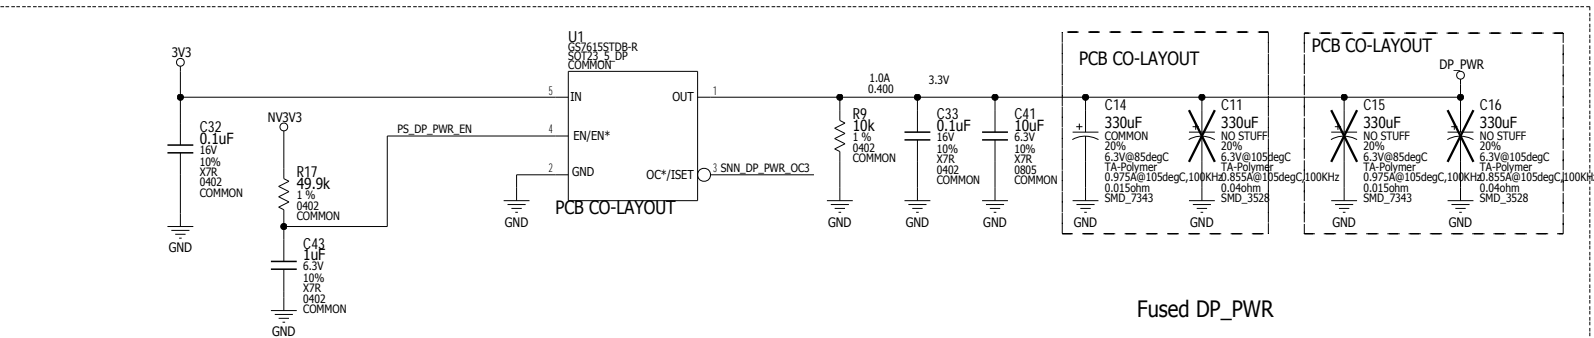 3V3
C32
0.1uF
16V
10%
X7R
0402
COMMON
GND
NV3V3
R17
49.9k
1 %
0402
COMMON
C43
1uF
6.3V
10%
X7R
0402
COMMON
GND
PS_DP_PWR_EN
U1
GS7615STDB-R
SOT23_5_DP
COMMON
5 IN OUT 1
4 EN/EN*
2 GND OC*/ISET 3 SNN_DP_PWR_OC3
GND
PCB CO-LAYOUT
1.0A 3.3V
0.400
R9
10k
1 %
0402
COMMON
GND
C33
0.1uF
16V
10%
X7R
0402
COMMON
GND
C41
10uF
6.3V
10%
X7R
0805
COMMON
GND
PCB CO-LAYOUT
C14
330uF
COMMON
20%
6.3V@85degC
TA-Polymer
0.975A@105degC,100KHz
0.015ohm
SMD_7343
GND
C11
330uF
NO STUFF
20%
6.3V@105degC
TA-Polymer
0.855A@105degC,100KHz
0.04ohm
SMD_3528
GND
PCB CO-LAYOUT
DP_PWR
C15
330uF
NO STUFF
20%
6.3V@85degC
TA-Polymer
0.975A@105degC,100KHz
0.015ohm
SMD_7343
GND
C16
330uF
NO STUFF
20%
6.3V@105degC
TA-Polymer
0.855A@105degC,100KHz
0.04ohm
SMD_3528
GND
Fused DP_PWR